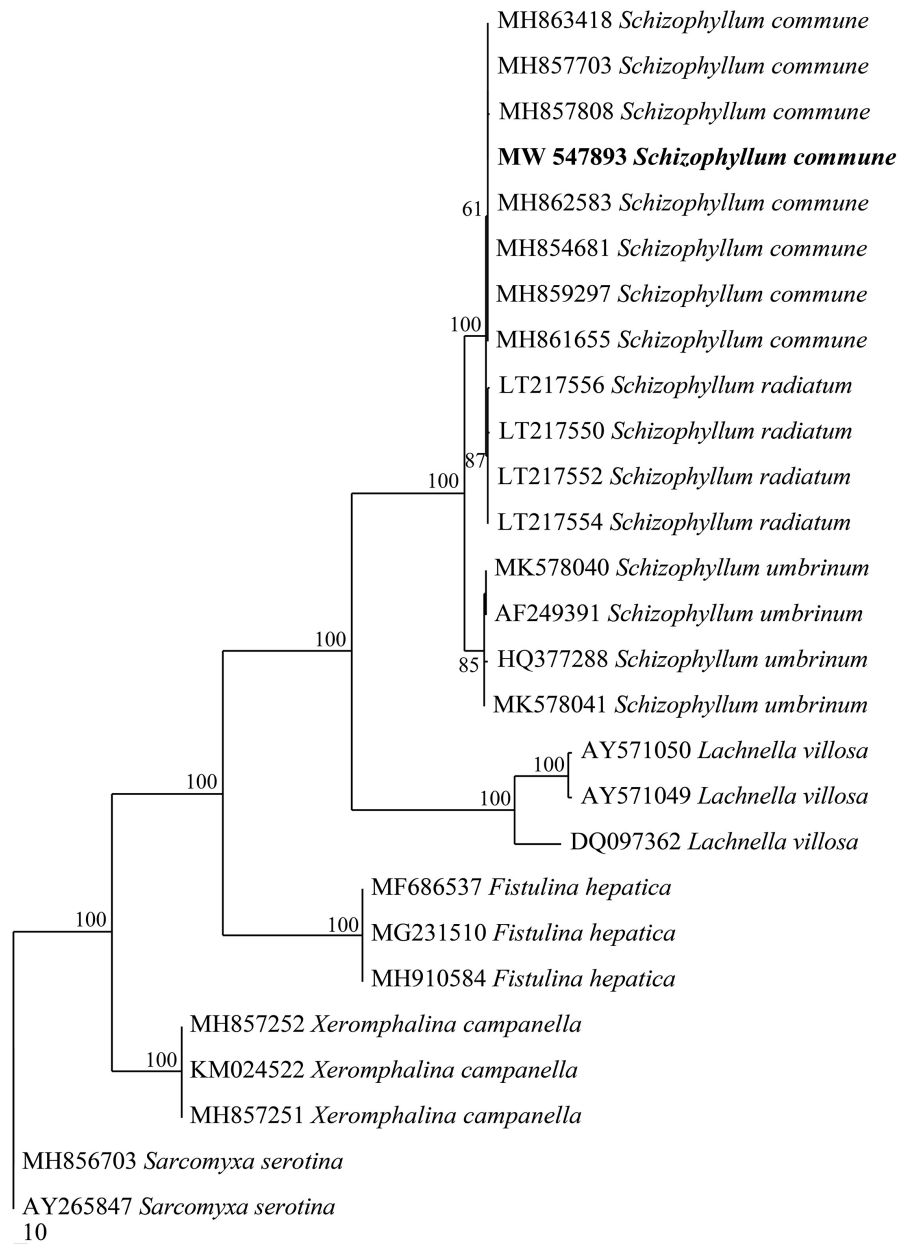 MH863418 Schizophyllum commune
MH857703 Schizophyllum commune
MH857808 Schizophyllum commune
MW 547893 Schizophyllum commune
61
MH862583 Schizophyllum commune
MH854681 Schizophyllum commune
MH859297 Schizophyllum commune
100
MH861655 Schizophyllum commune
LT217556 Schizophyllum radiatum
LT217550 Schizophyllum radiatum
87
LT217552 Schizophyllum radiatum
100
LT217554 Schizophyllum radiatum
MK578040 Schizophyllum umbrinum
AF249391 Schizophyllum umbrinum
100
HQ377288 Schizophyllum umbrinum
85
MK578041 Schizophyllum umbrinum
AY571050 Lachnella villosa
100
100
AY571049 Lachnella villosa
100
DQ097362 Lachnella villosa
MF686537 Fistulina hepatica
100
100
MG231510 Fistulina hepatica
MH910584 Fistulina hepatica
MH857252 Xeromphalina campanella
100
KM024522 Xeromphalina campanella
MH857251 Xeromphalina campanella
MH856703 Sarcomyxa serotina
AY265847 Sarcomyxa serotina
10